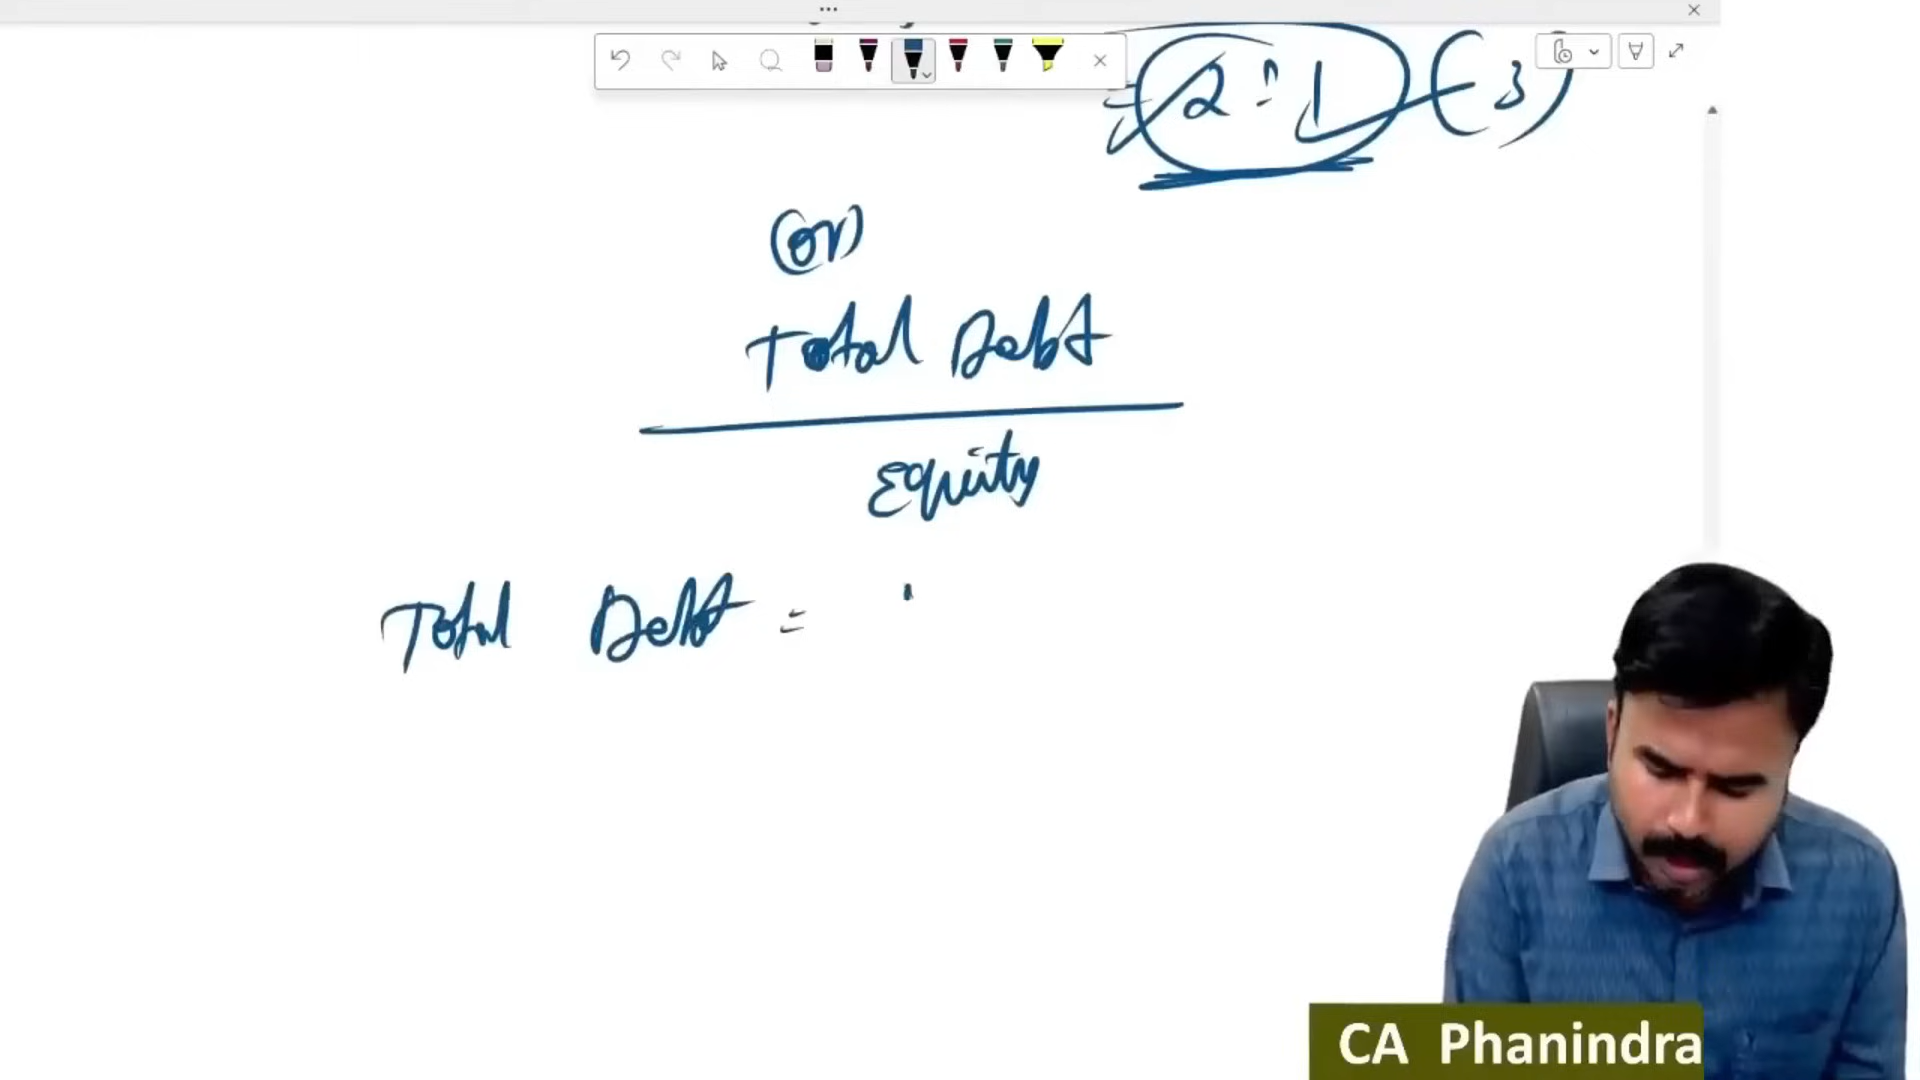 = 2 : 1 (3)
(or)
Total Debt
Equity
Total Debt =
CA Phanindra